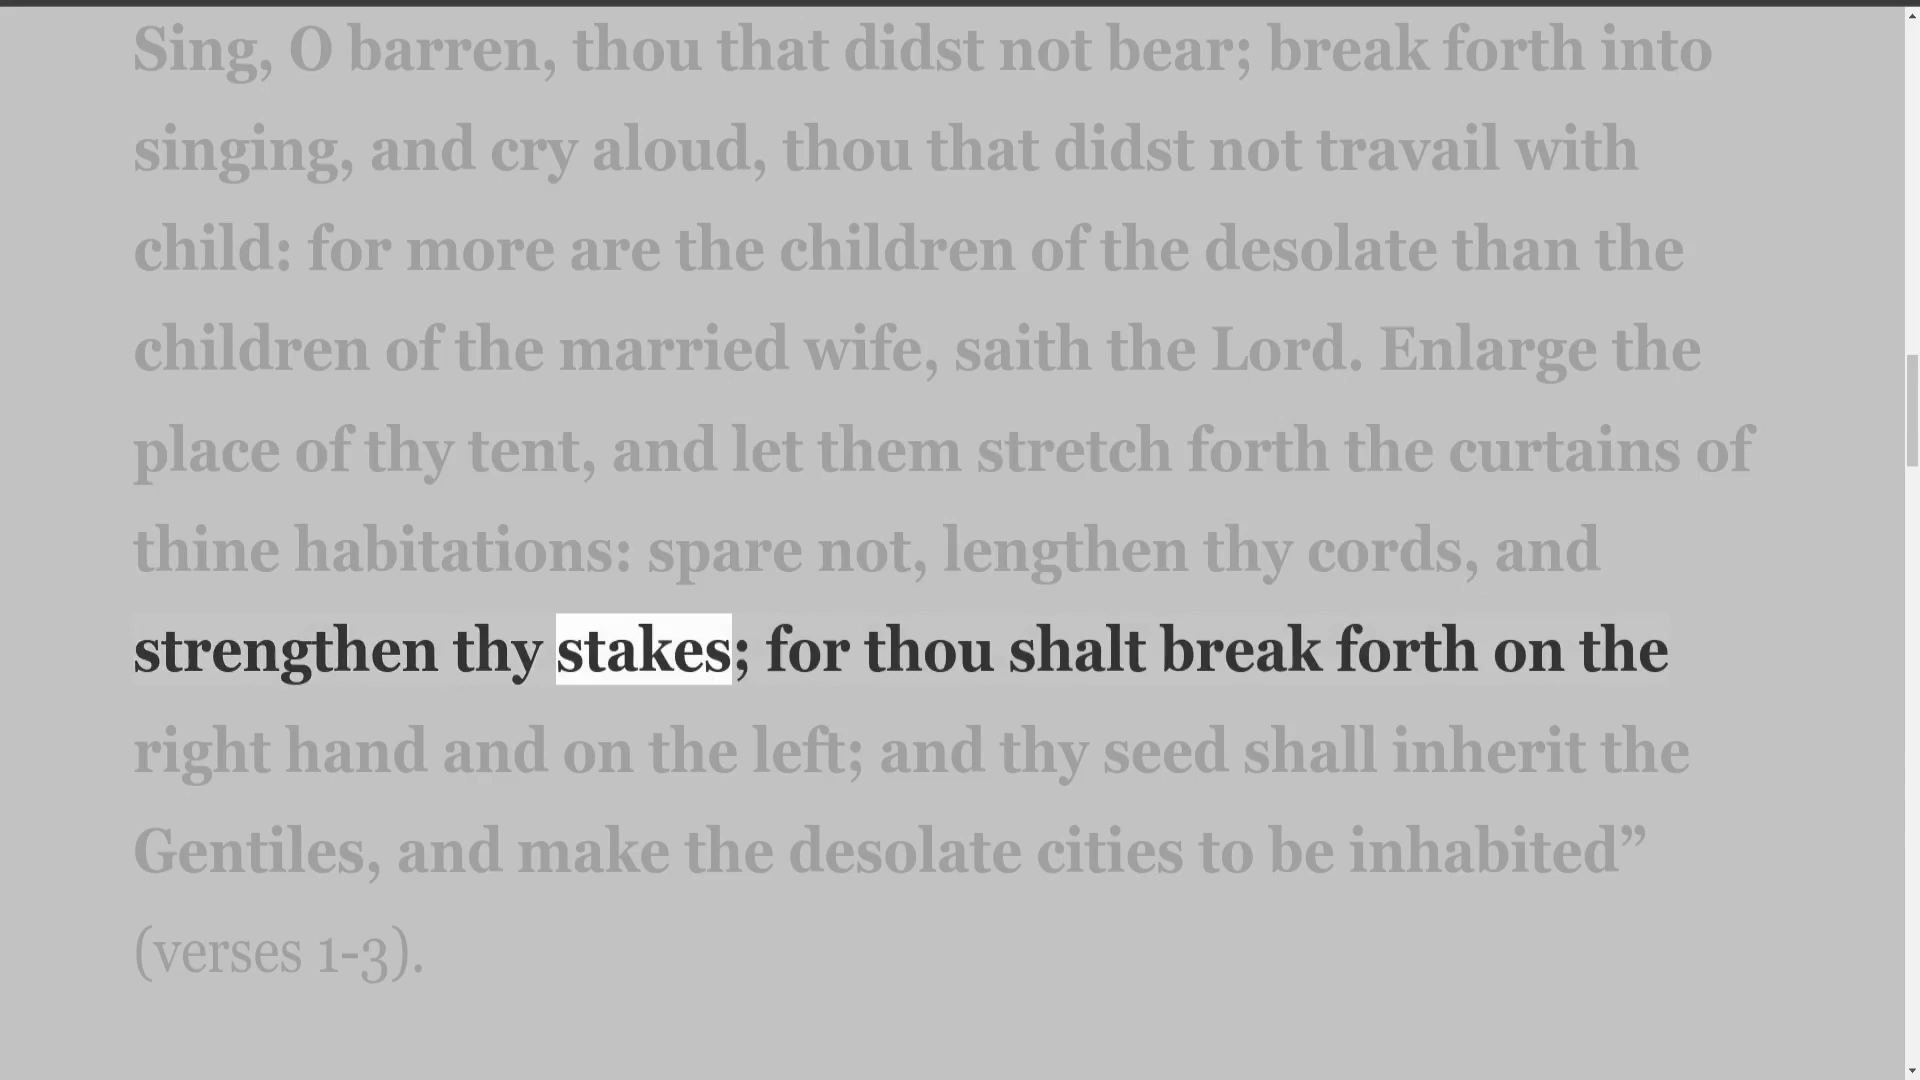 Sing, O barren, thou that didst not bear; break forth into
singing, and cry aloud, thou that didst not travail with
child: for more are the children of the desolate than the
children of the married wife, saith the Lord. Enlarge the
place of thy tent, and let them stretch forth the curtains of
thine habitations: spare not, lengthen thy cords, and
strengthen thy stakes; for thou shalt break forth on the
right hand and on the left; and thy seed shall inherit the
Gentiles, and make the desolate cities to be inhabited”
(verses 1-3).